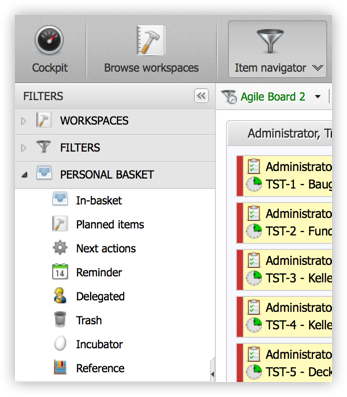 Cockpit
Browse workspaces
Item navigator
FILTERS
Agile Board 2
WORKSPACES
Administrator, Tr
FILTERS
PERSONAL BASKET
In-basket
Planned items
Next actions
14
Reminder
Delegated
Trash
Incubator
Reference
Administrato
TST-1 - Baug
Administrato
TST-2 - Func
Administrato
TST-3 - Kelle
Administrato
TST-4 - Kelle
Administrato
TST-5 - Deck